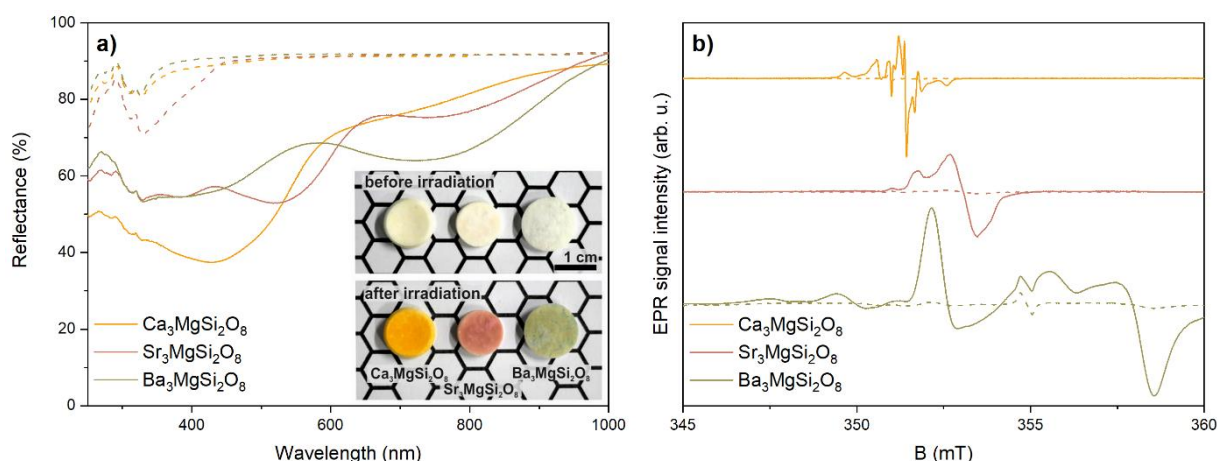 a)
100
80
60
40
20
0
Reflectance (%)
400
600
800
1000
Wavelength (nm)
Ca₃MgSi₂O₈
Sr₃MgSi₂O₈
Ba₃MgSi₂O₈
before irradiation
1 cm
after irradiation
Ca₃MgSi₂O₈
Sr₃MgSi₂O₈
Ba₃MgSi₂O₈
b)
EPR signal intensity (arb. u.)
Ca₃MgSi₂O₈
Sr₃MgSi₂O₈
Ba₃MgSi₂O₈
345
350
355
360
B (mT)